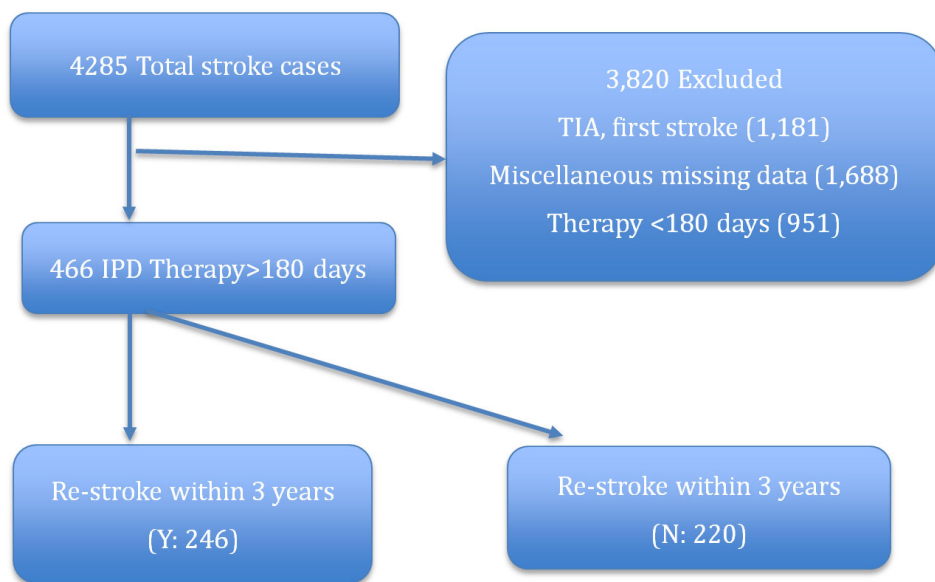 4285 Total stroke cases
3,820 Excluded
TIA, first stroke (1,181)
Miscellaneous missing data (1,688)
Therapy <180 days (951)
466 IPD Therapy>180 days
Re-stroke within 3 years
(Y: 246)
Re-stroke within 3 years
(N: 220)